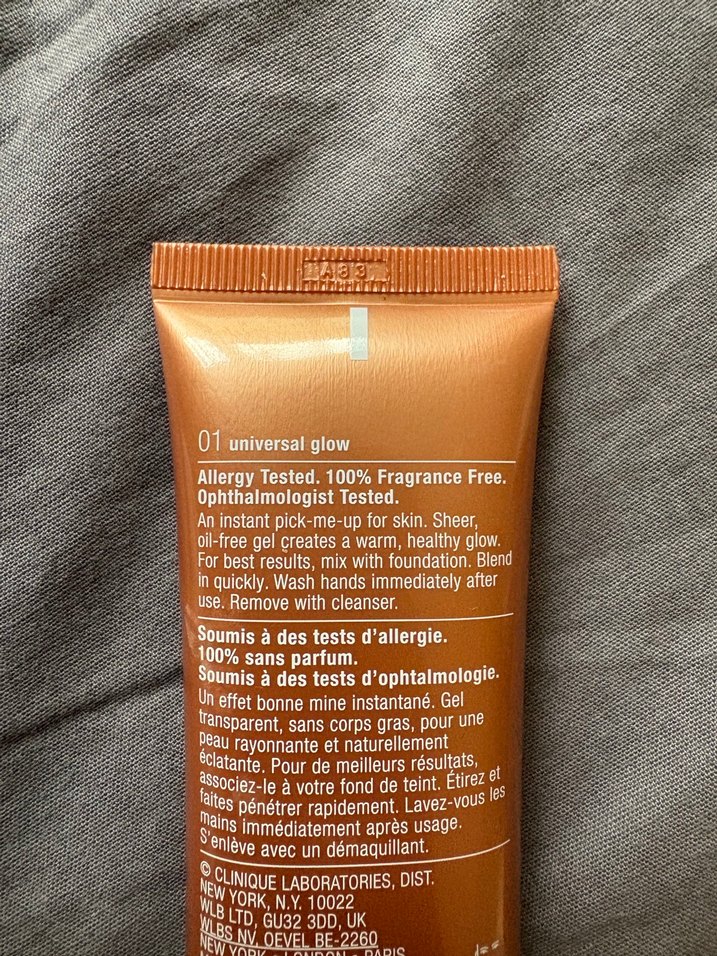 A83
01 universal glow
Allergy Tested. 100% Fragrance Free.
Ophthalmologist Tested.
An instant pick-me-up for skin. Sheer,
oil-free gel creates a warm, healthy glow.
For best results, mix with foundation. Blend
in quickly. Wash hands immediately after
use. Remove with cleanser.
Soumis à des tests d'allergie.
100% sans parfum.
Soumis à des tests d'ophtalmologie.
Un effet bonne mine instantané. Gel
transparent, sans corps gras, pour une
peau rayonnante et naturellement
éclatante. Pour de meilleurs résultats,
associez-le à votre fond de teint. Étirez et
faites pénétrer rapidement. Lavez-vous les
mains immédiatement après usage.
S'enlève avec un démaquillant.
© CLINIQUE LABORATORIES, DIST.
NEW YORK, N.Y. 10022
WLB LTD, GU32 3DD, UK
WLBS NV, OEVEL BE-2260
NEW YORK • LONDON • PARIS